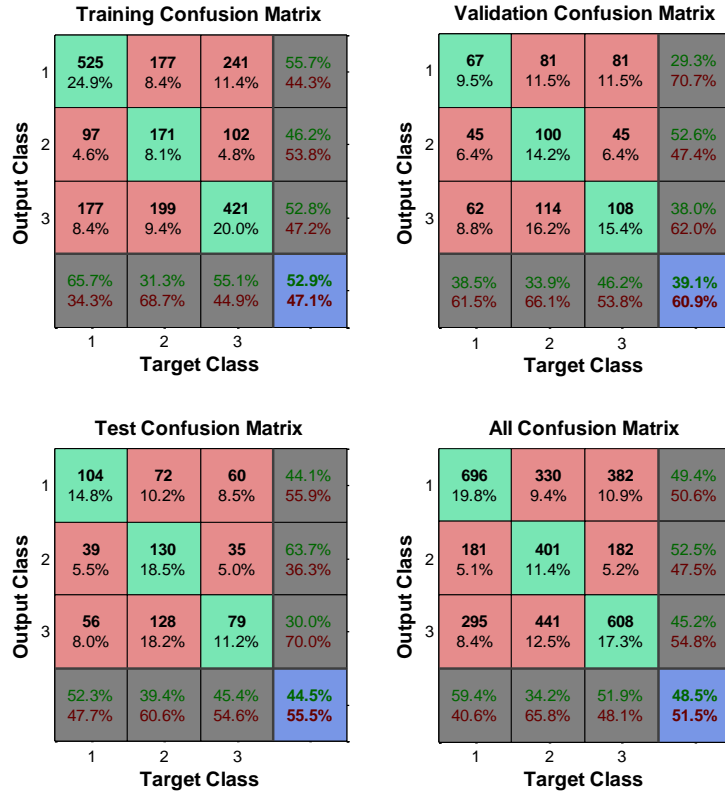 Training Confusion Matrix
525 177 241 55.7%
1
24.9% 8.4% 11.4% 44.3%
97 171 102 46.2%
2
4.6% 8.1% 4.8% 53.8%
177 199 421 52.8%
3
8.4% 9.4% 20.0% 47.2%
65.7% 31.3% 55.1% 52.9%
34.3% 68.7% 44.9% 47.1%
1 2 3
Target Class
Output Class
Validation Confusion Matrix
67 81 81 29.3%
1
9.5% 11.5% 11.5% 70.7%
45 100 45 52.6%
2
6.4% 14.2% 6.4% 47.4%
62 114 108 38.0%
3
8.8% 16.2% 15.4% 62.0%
38.5% 33.9% 46.2% 39.1%
61.5% 66.1% 53.8% 60.9%
1 2 3
Target Class
Output Class
Test Confusion Matrix
104 72 60 44.1%
1
14.8% 10.2% 8.5% 55.9%
39 130 35 63.7%
2
5.5% 18.5% 5.0% 36.3%
56 128 79 30.0%
3
8.0% 18.2% 11.2% 70.0%
52.3% 39.4% 45.4% 44.5%
47.7% 60.6% 54.6% 55.5%
1 2 3
Target Class
Output Class
All Confusion Matrix
696 330 382 49.4%
1
19.8% 9.4% 10.9% 50.6%
181 401 182 52.5%
2
5.1% 11.4% 5.2% 47.5%
295 441 608 45.2%
3
8.4% 12.5% 17.3% 54.8%
59.4% 34.2% 51.9% 48.5%
40.6% 65.8% 48.1% 51.5%
1 2 3
Target Class
Output Class